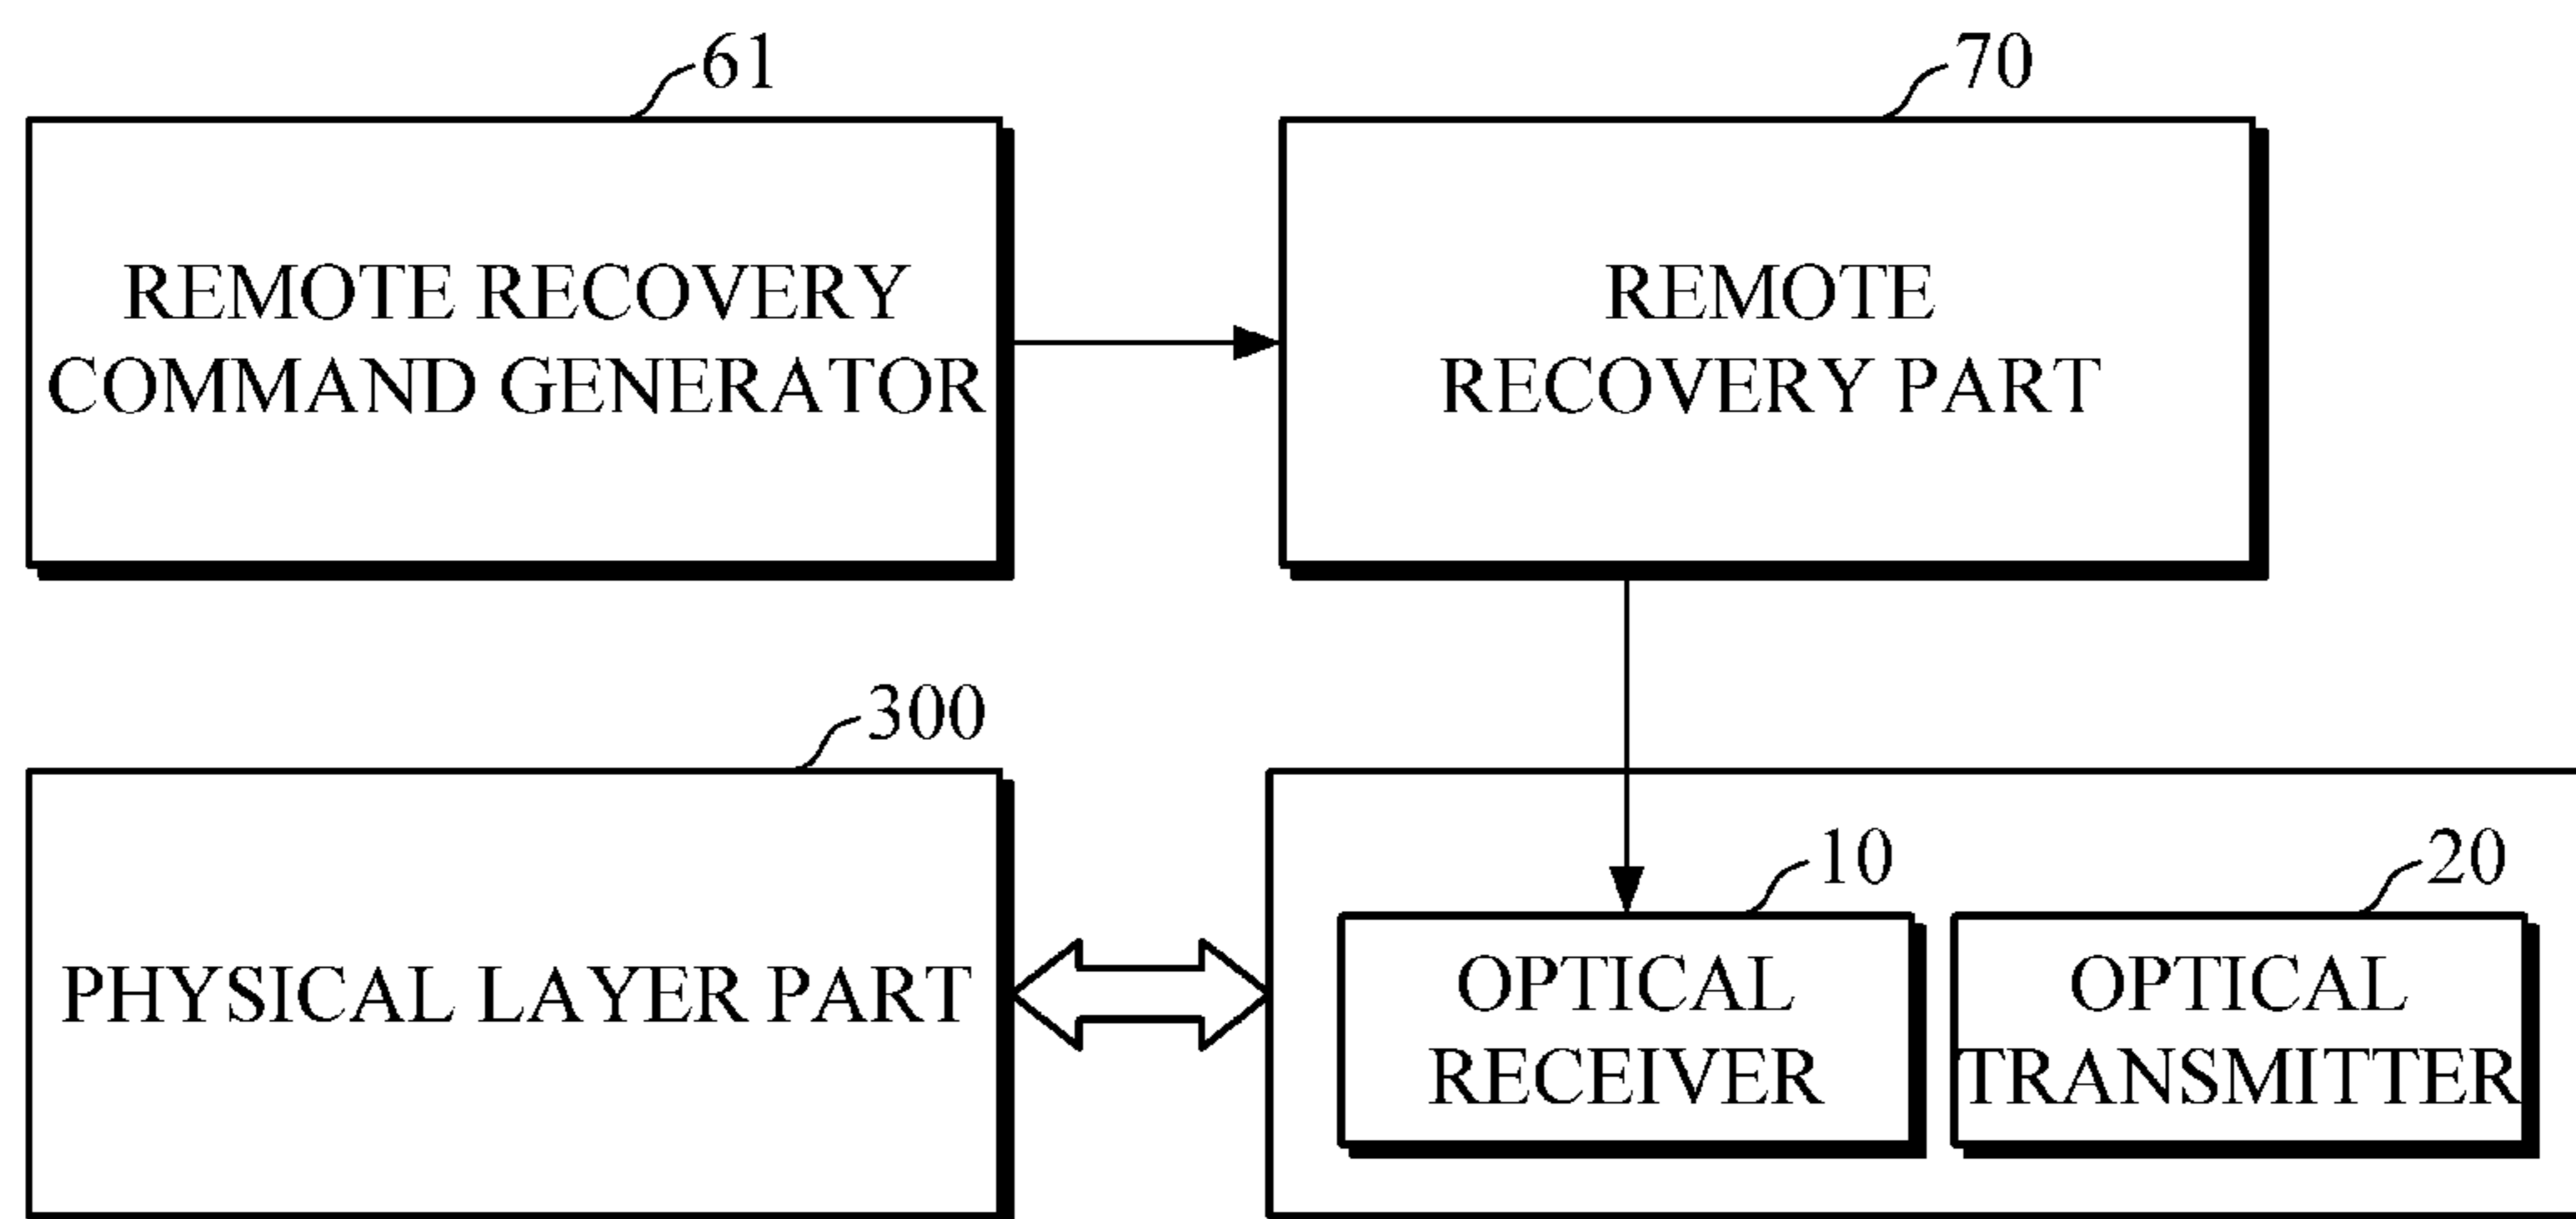 61
70
REMOTE RECOVERY
COMMAND GENERATOR
REMOTE
RECOVERY PART
300
10
20
PHYSICAL LAYER PART
OPTICAL
RECEIVER
OPTICAL
TRANSMITTER